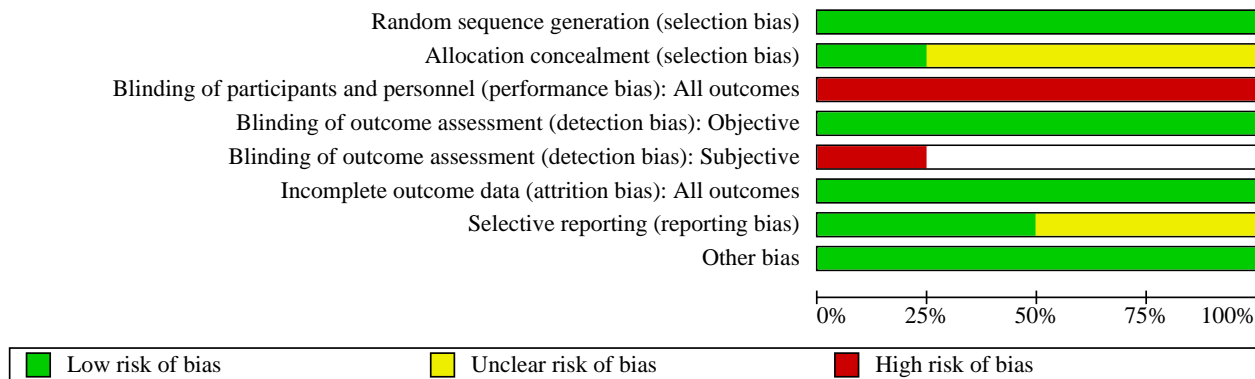 Random sequence generation (selection bias)
Allocation concealment (selection bias)
Blinding of participants and personnel (performance bias): All outcomes
Blinding of outcome assessment (detection bias): Objective
Blinding of outcome assessment (detection bias): Subjective
Incomplete outcome data (attrition bias): All outcomes
Selective reporting (reporting bias)
Other bias
0% 25% 50% 75% 100%
Low risk of bias Unclear risk of bias High risk of bias